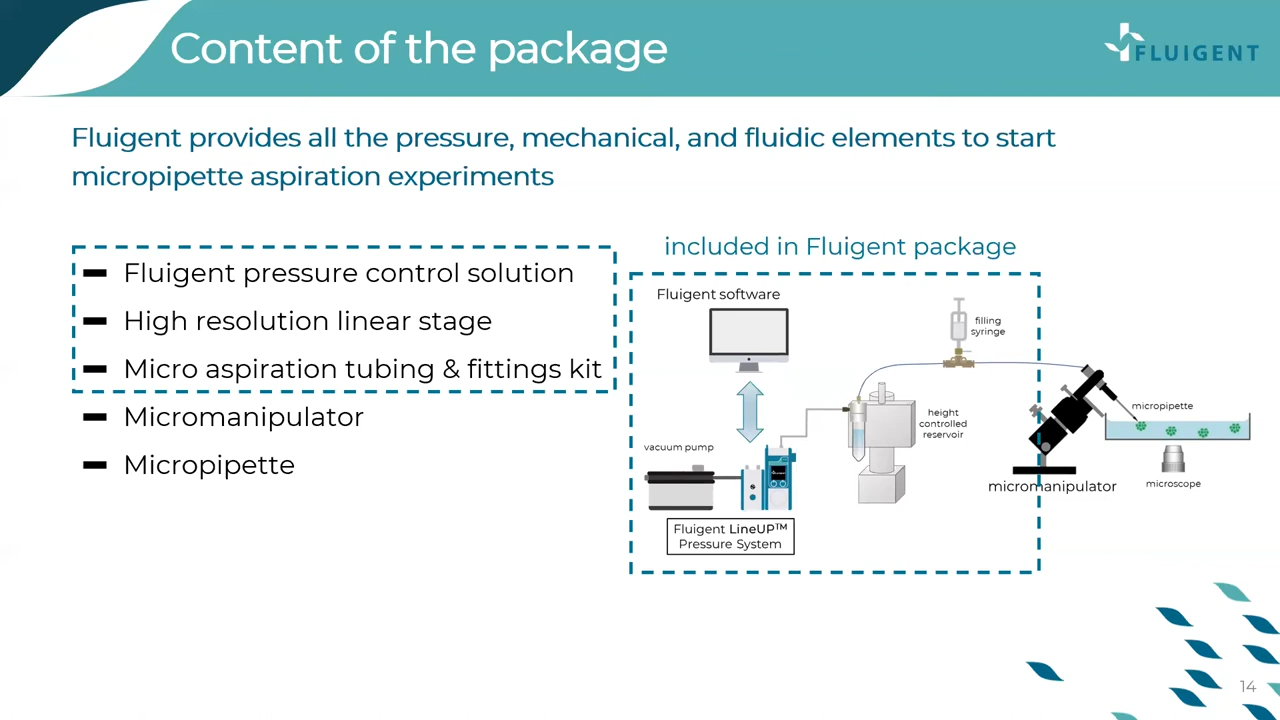 Content of the package
FLUIGENT
Fluigent provides all the pressure, mechanical, and fluidic elements to start
micropipette aspiration experiments
Fluigent pressure control solution
High resolution linear stage
Micro aspiration tubing & fittings kit
Micromanipulator
Micropipette
included in Fluigent package
Fluigent software
filling
syringe
micropipette
height
controlled
reservoir
vacuum pump
micromanipulator
microscope
Fluigent LineUP™
Pressure System
14